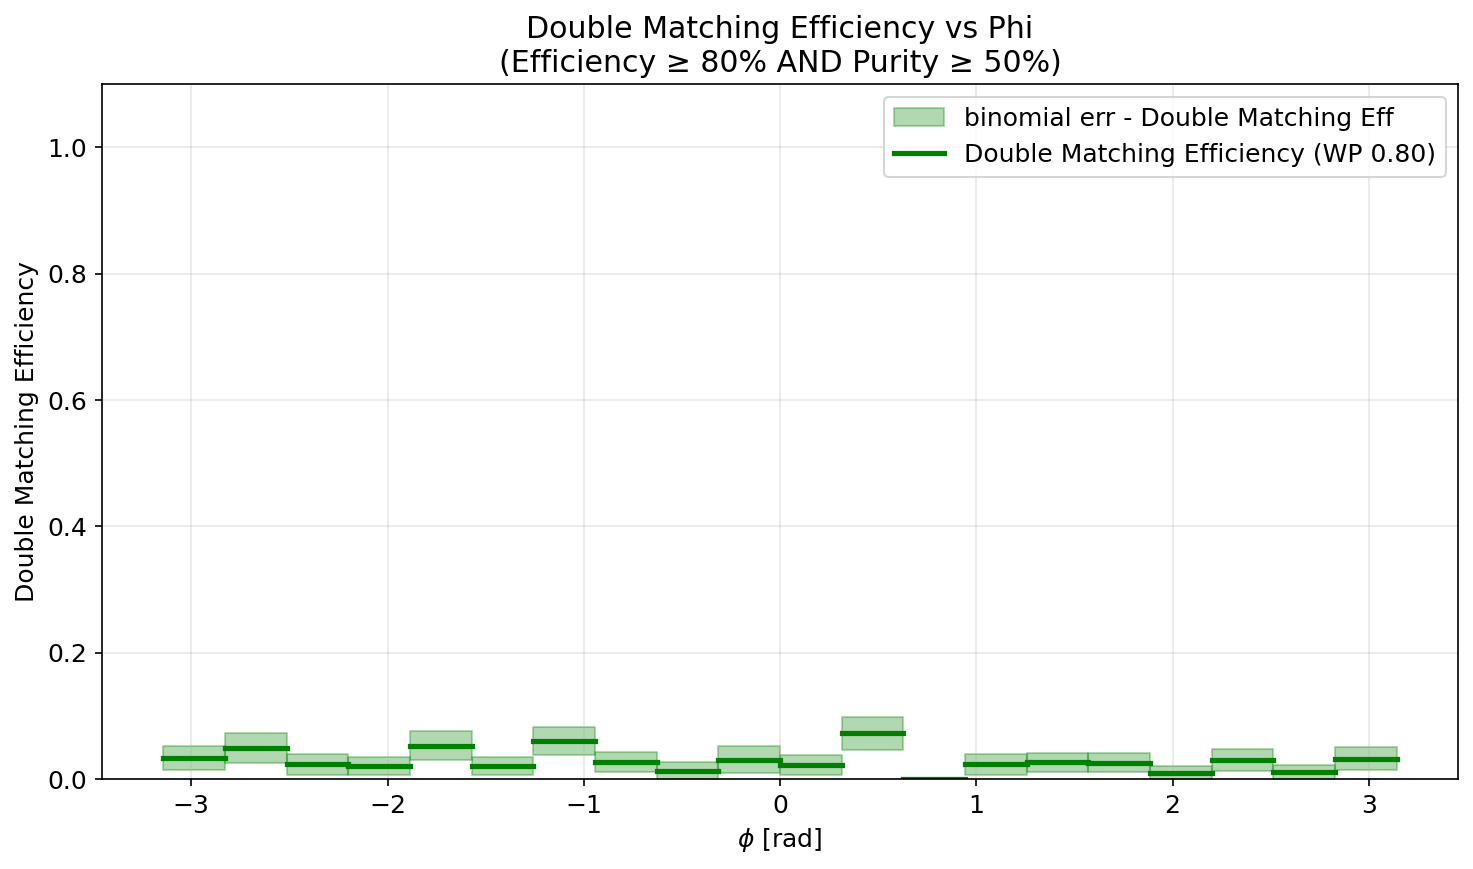 Double Matching Efficiency vs Phi
(Efficiency ≥ 80% AND Purity ≥ 50%)
binomial err - Double Matching Eff
Double Matching Efficiency (WP 0.80)
Double Matching Efficiency
1.0
0.8
0.6
0.4
0.2
0.0
−3 −2 −1 0 1 2 3
ϕ [rad]